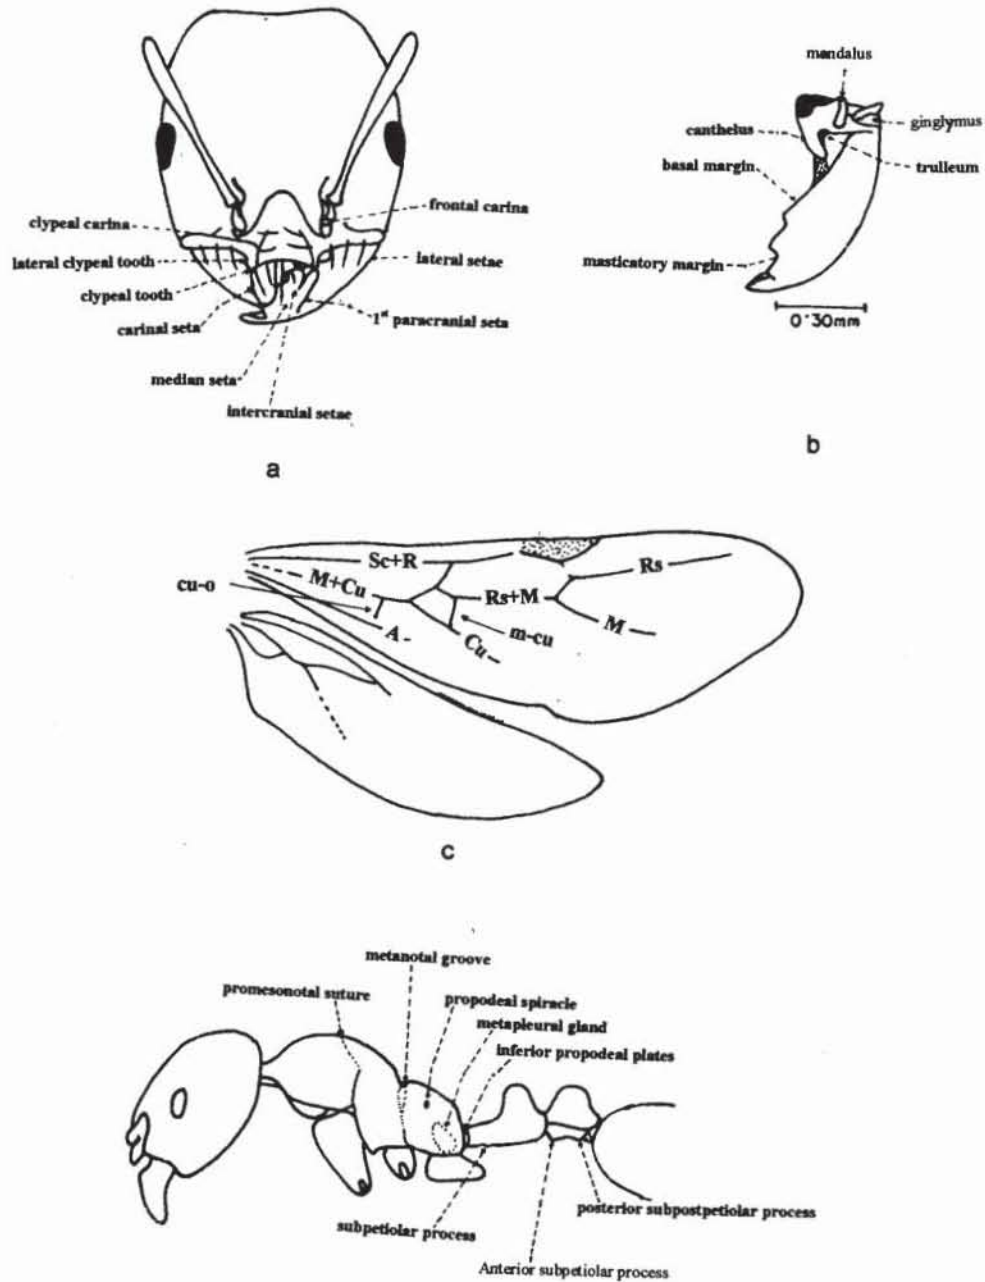 mandalus
canthelus
ginglymus
basal margin
trulleum
frontal carina
clypeal carina
lateral clypeal tooth
lateral setae
masticatory margin
clypeal tooth
carinal seta
1st paracranial seta
0·30mm
median seta
intercranial setae
a
b
Sc+R
Rs
cu-o
M+Cu
Rs+M
M
A-
m-cu
Cu
c
metanotal groove
promesonotal suture
propodeal spiracle
metapleural gland
inferior propodeal plates
posterior subpostpetiolar process
subpetiolar process
Anterior subpetiolar process